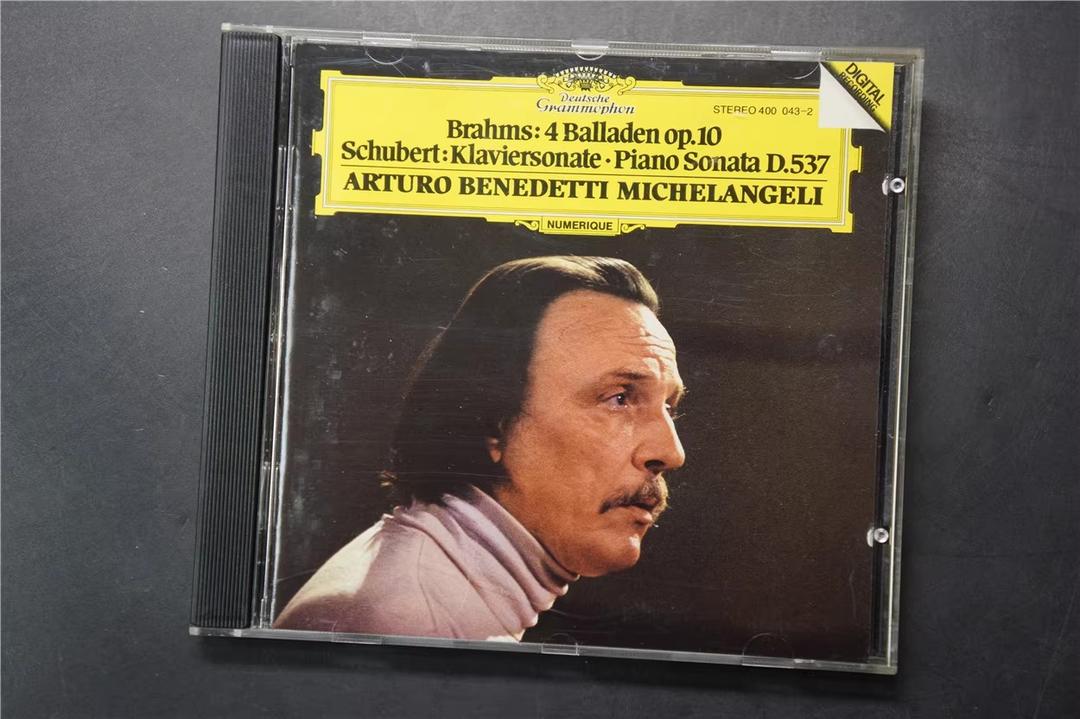 Deutsche
Grammophon
STEREO 400 043-2
DIGITAL
RECORDING
Brahms: 4 Balladen op.10
Schubert: Klaviersonate · Piano Sonata D.537
ARTURO BENEDETTI MICHELANGELI
NUMERIQUE